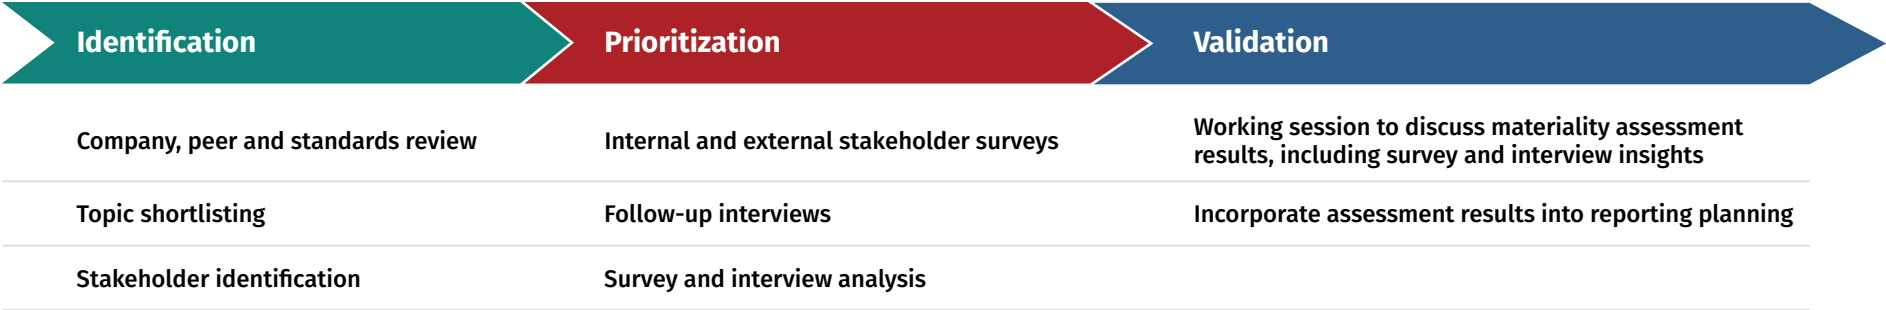 Identification
Prioritization
Validation
Company, peer and standards review
Internal and external stakeholder surveys
Working session to discuss materiality assessment
results, including survey and interview insights
Topic shortlisting
Follow-up interviews
Incorporate assessment results into reporting planning
Stakeholder identification
Survey and interview analysis